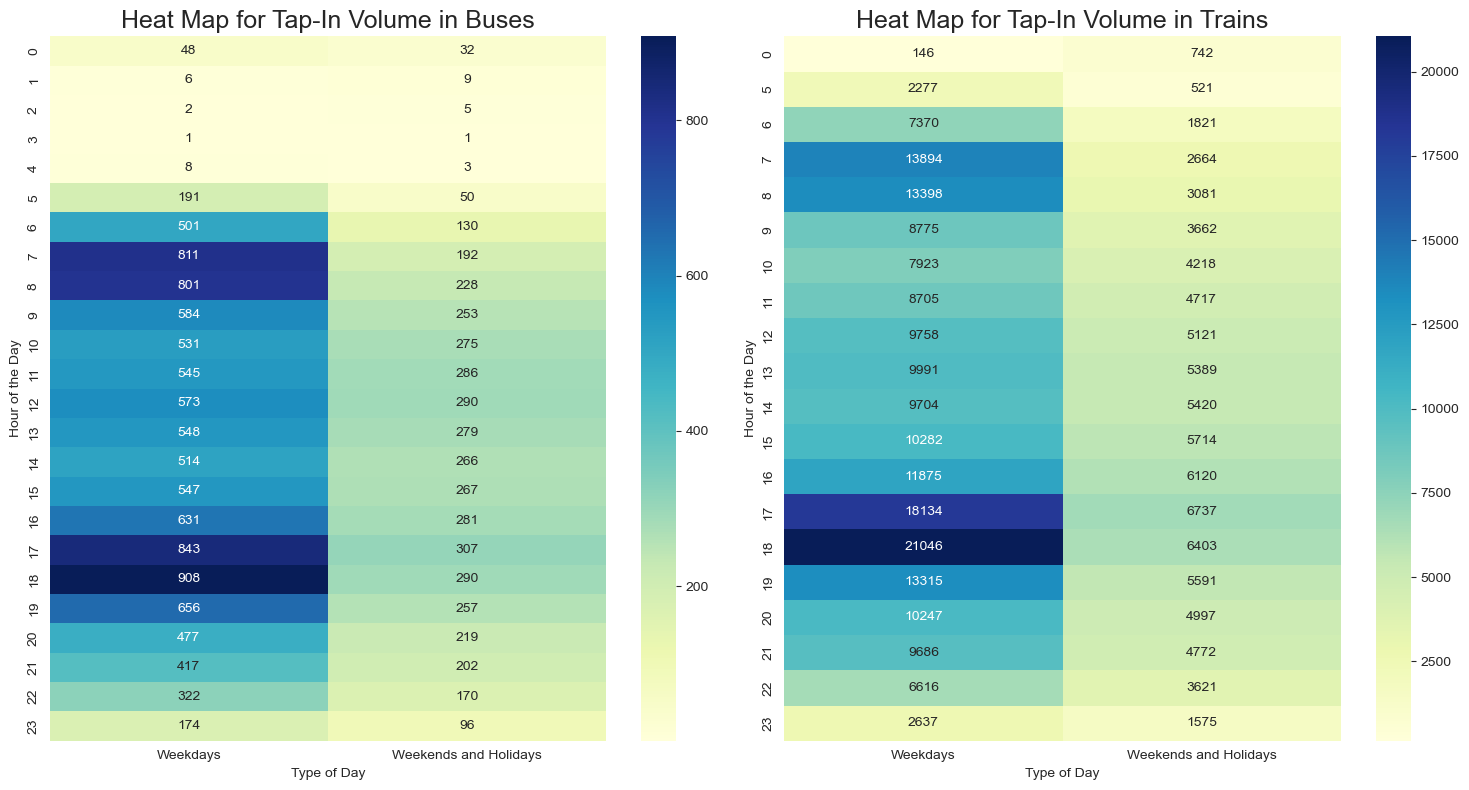 Heat Map for Tap-In Volume in Buses
Hour of the Day
0 48 32
1 6 9
2 2 5
3 1 1
4 8 3
5 191 50
6 501 130
7 811 192
8 801 228
9 584 253
10 531 275
11 545 286
12 573 290
13 548 279
14 514 266
15 547 267
16 631 281
17 843 307
18 908 290
19 656 257
20 477 219
21 417 202
22 322 170
23 174 96
Weekdays Weekends and Holidays
Type of Day
800
600
400
200
Heat Map for Tap-In Volume in Trains
Hour of the Day
0 146 742
5 2277 521
6 7370 1821
7 13894 2664
8 13398 3081
9 8775 3662
10 7923 4218
11 8705 4717
12 9758 5121
13 9991 5389
14 9704 5420
15 10282 5714
16 11875 6120
17 18134 6737
18 21046 6403
19 13315 5591
20 10247 4997
21 9686 4772
22 6616 3621
23 2637 1575
Weekdays Weekends and Holidays
Type of Day
20000
17500
15000
12500
10000
7500
5000
2500